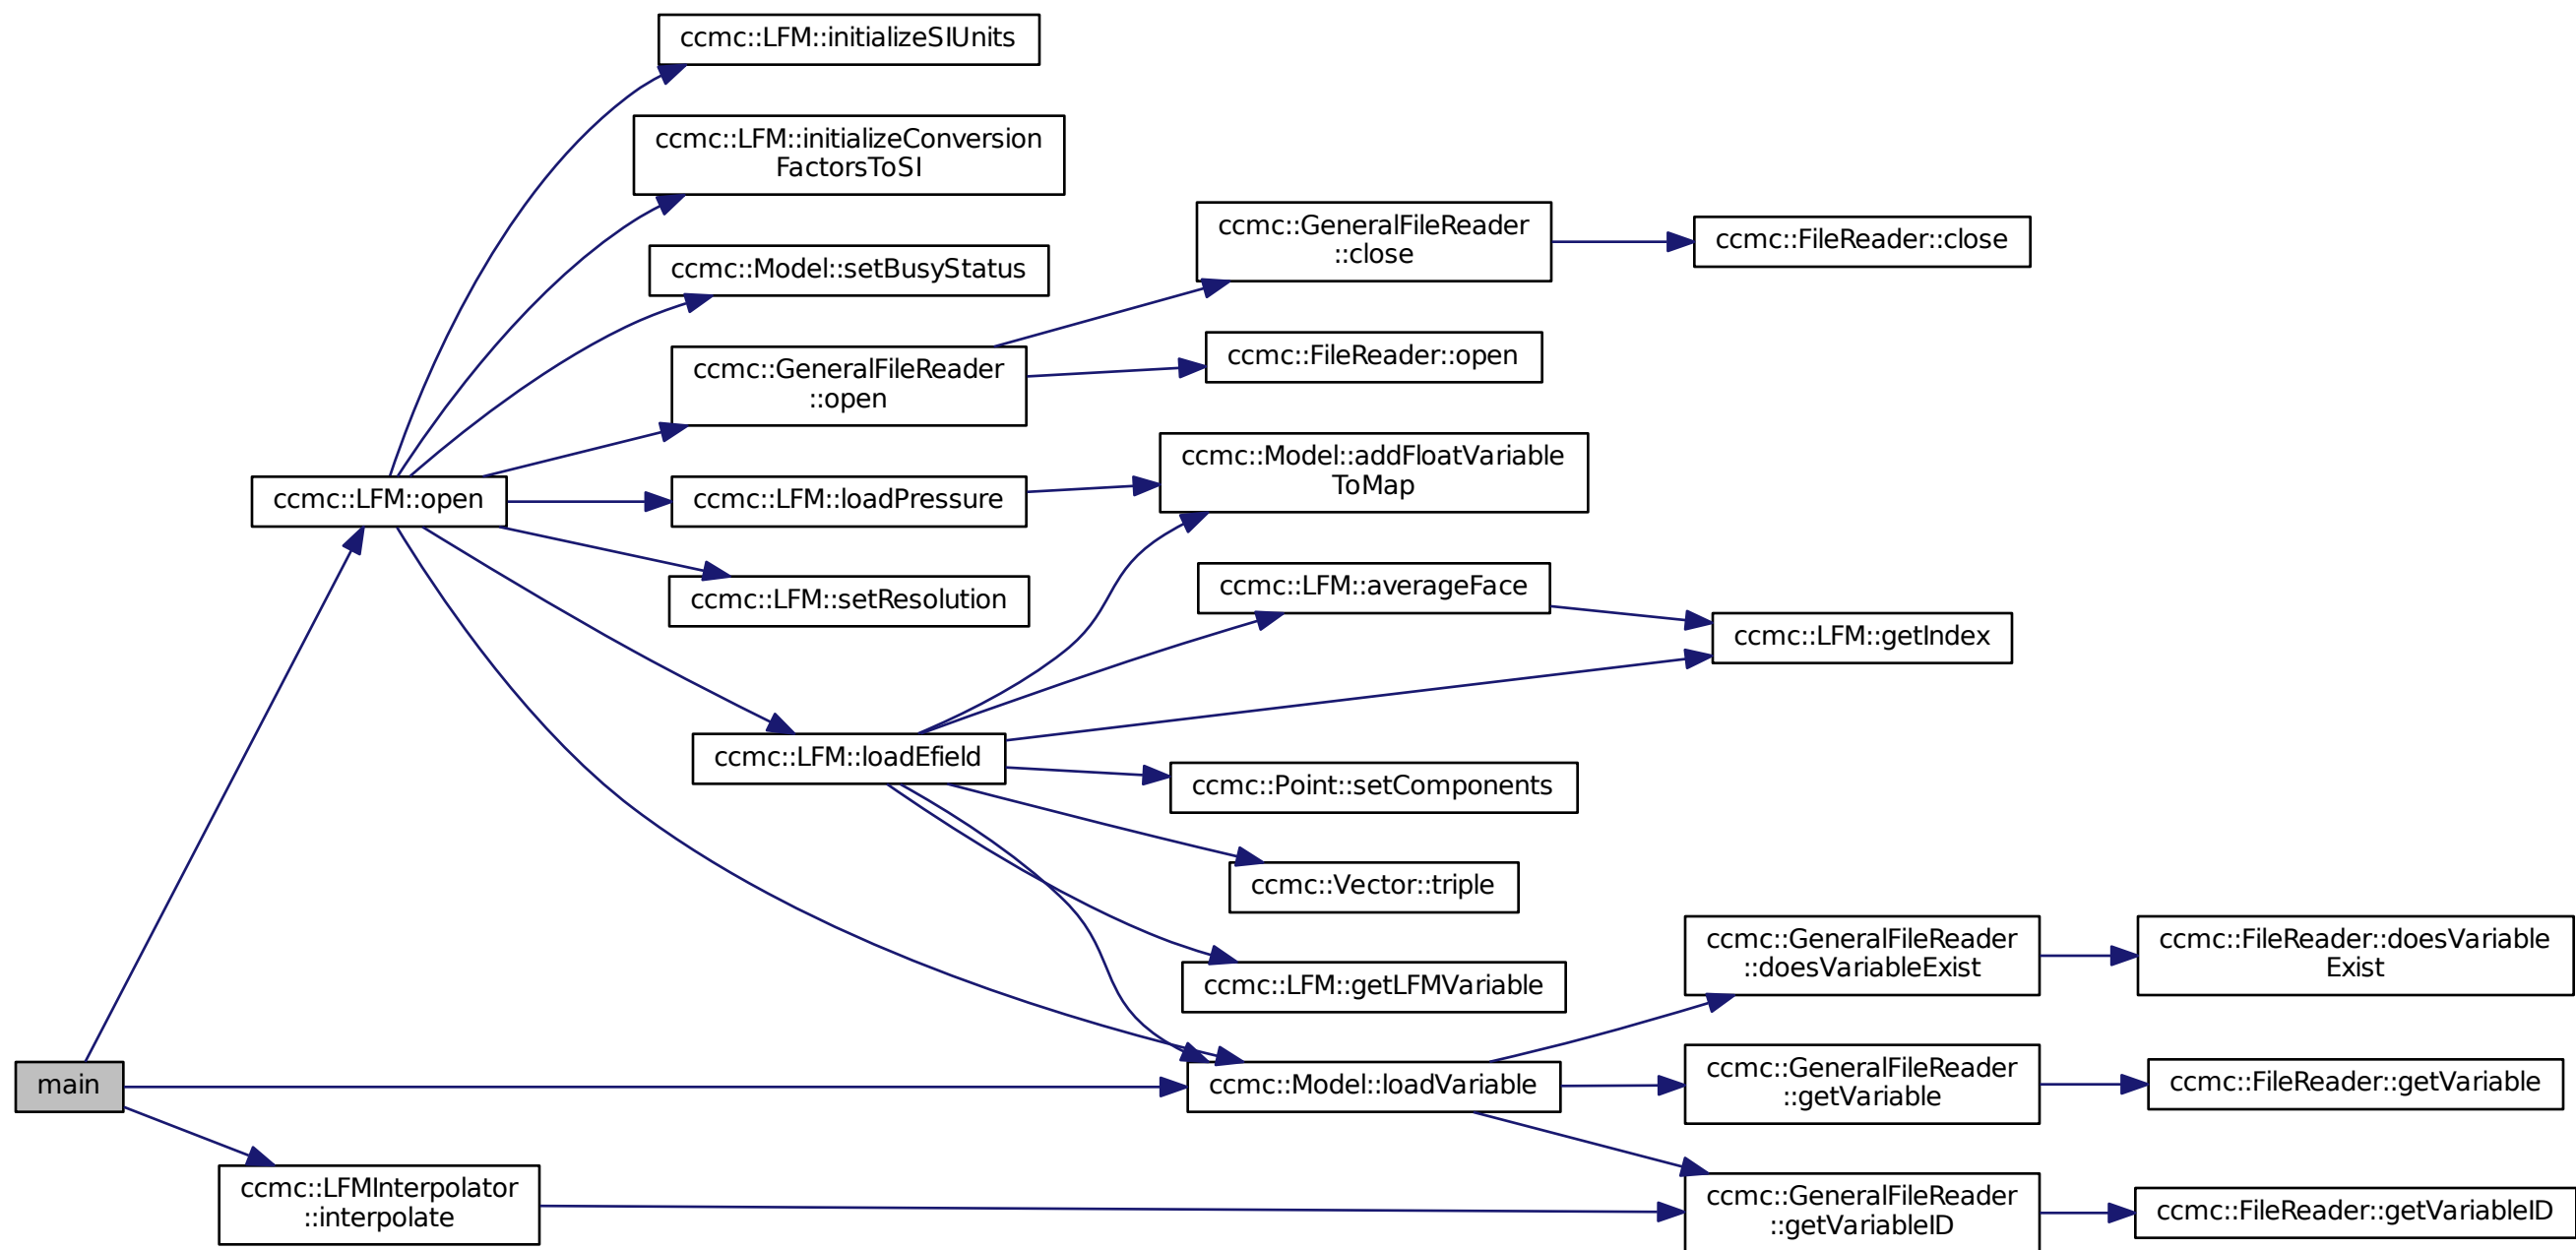 ccmc::LFM::initializeSIUnits
ccmc::LFM::initializeConversion
FactorsToSI
ccmc::Model::setBusyStatus
ccmc::GeneralFileReader
::close
ccmc::FileReader::close
ccmc::GeneralFileReader
::open
ccmc::FileReader::open
ccmc::Model::addFloatVariable
ToMap
ccmc::LFM::open
ccmc::LFM::loadPressure
ccmc::LFM::setResolution
ccmc::LFM::averageFace
ccmc::LFM::getIndex
ccmc::LFM::loadEfield
ccmc::Point::setComponents
ccmc::Vector::triple
ccmc::LFM::getLFMVariable
ccmc::GeneralFileReader
::doesVariableExist
ccmc::FileReader::doesVariable
Exist
main
ccmc::Model::loadVariable
ccmc::GeneralFileReader
::getVariable
ccmc::FileReader::getVariable
ccmc::LFMInterpolator
::interpolate
ccmc::GeneralFileReader
::getVariableID
ccmc::FileReader::getVariableID